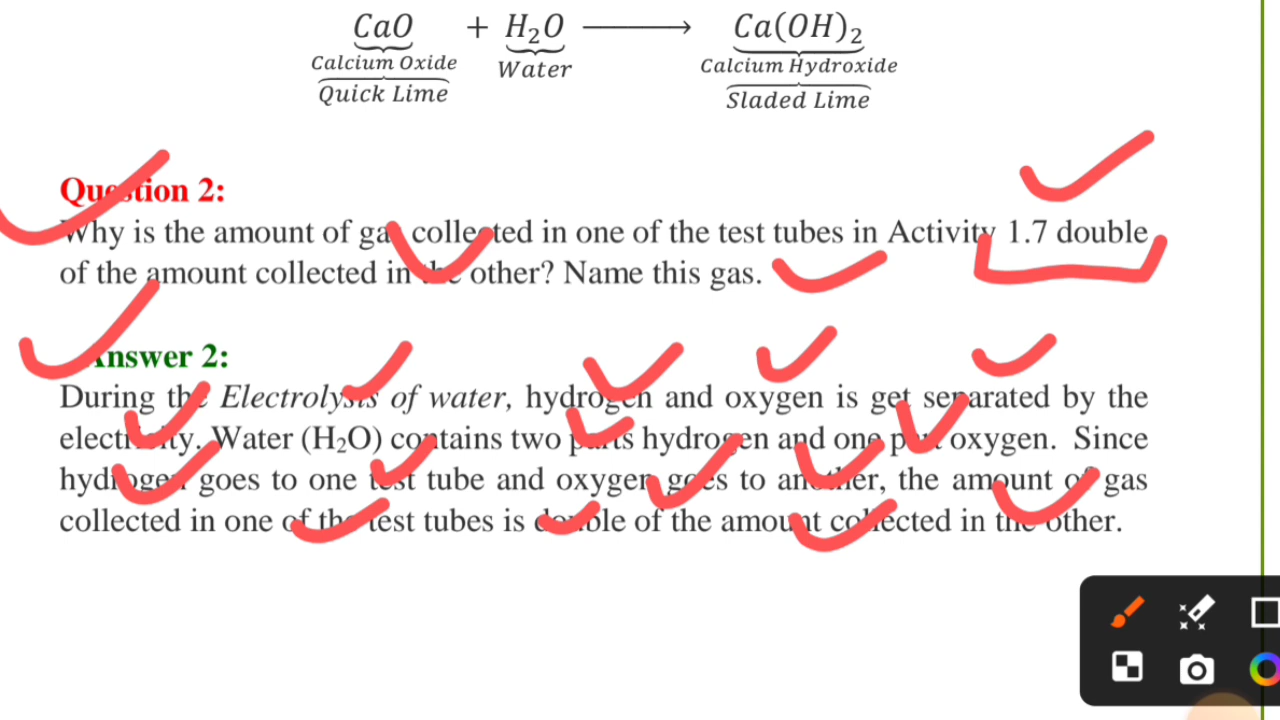 CaO + H₂O ⟶ Ca(OH)₂
Calcium Oxide Water Calcium Hydroxide
Quick Lime Sladed Lime
Question 2:
Why is the amount of gas collected in one of the test tubes in Activity 1.7 double
of the amount collected in the other? Name this gas.
Answer 2:
During the Electrolysis of water, hydrogen and oxygen is get separated by the
electricity. Water (H₂O) contains two parts hydrogen and one part oxygen. Since
hydrogen goes to one test tube and oxygen goes to another, the amount of gas
collected in one of the test tubes is double of the amount collected in the other.